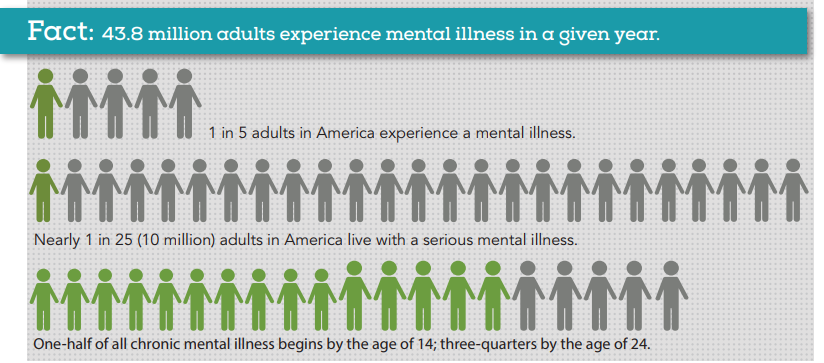 Fact: 43.8 million adults experience mental illness in a given year.
1 in 5 adults in America experience a mental illness.
Nearly 1 in 25 (10 million) adults in America live with a serious mental illness.
One-half of all chronic mental illness begins by the age of 14; three-quarters by the age of 24.